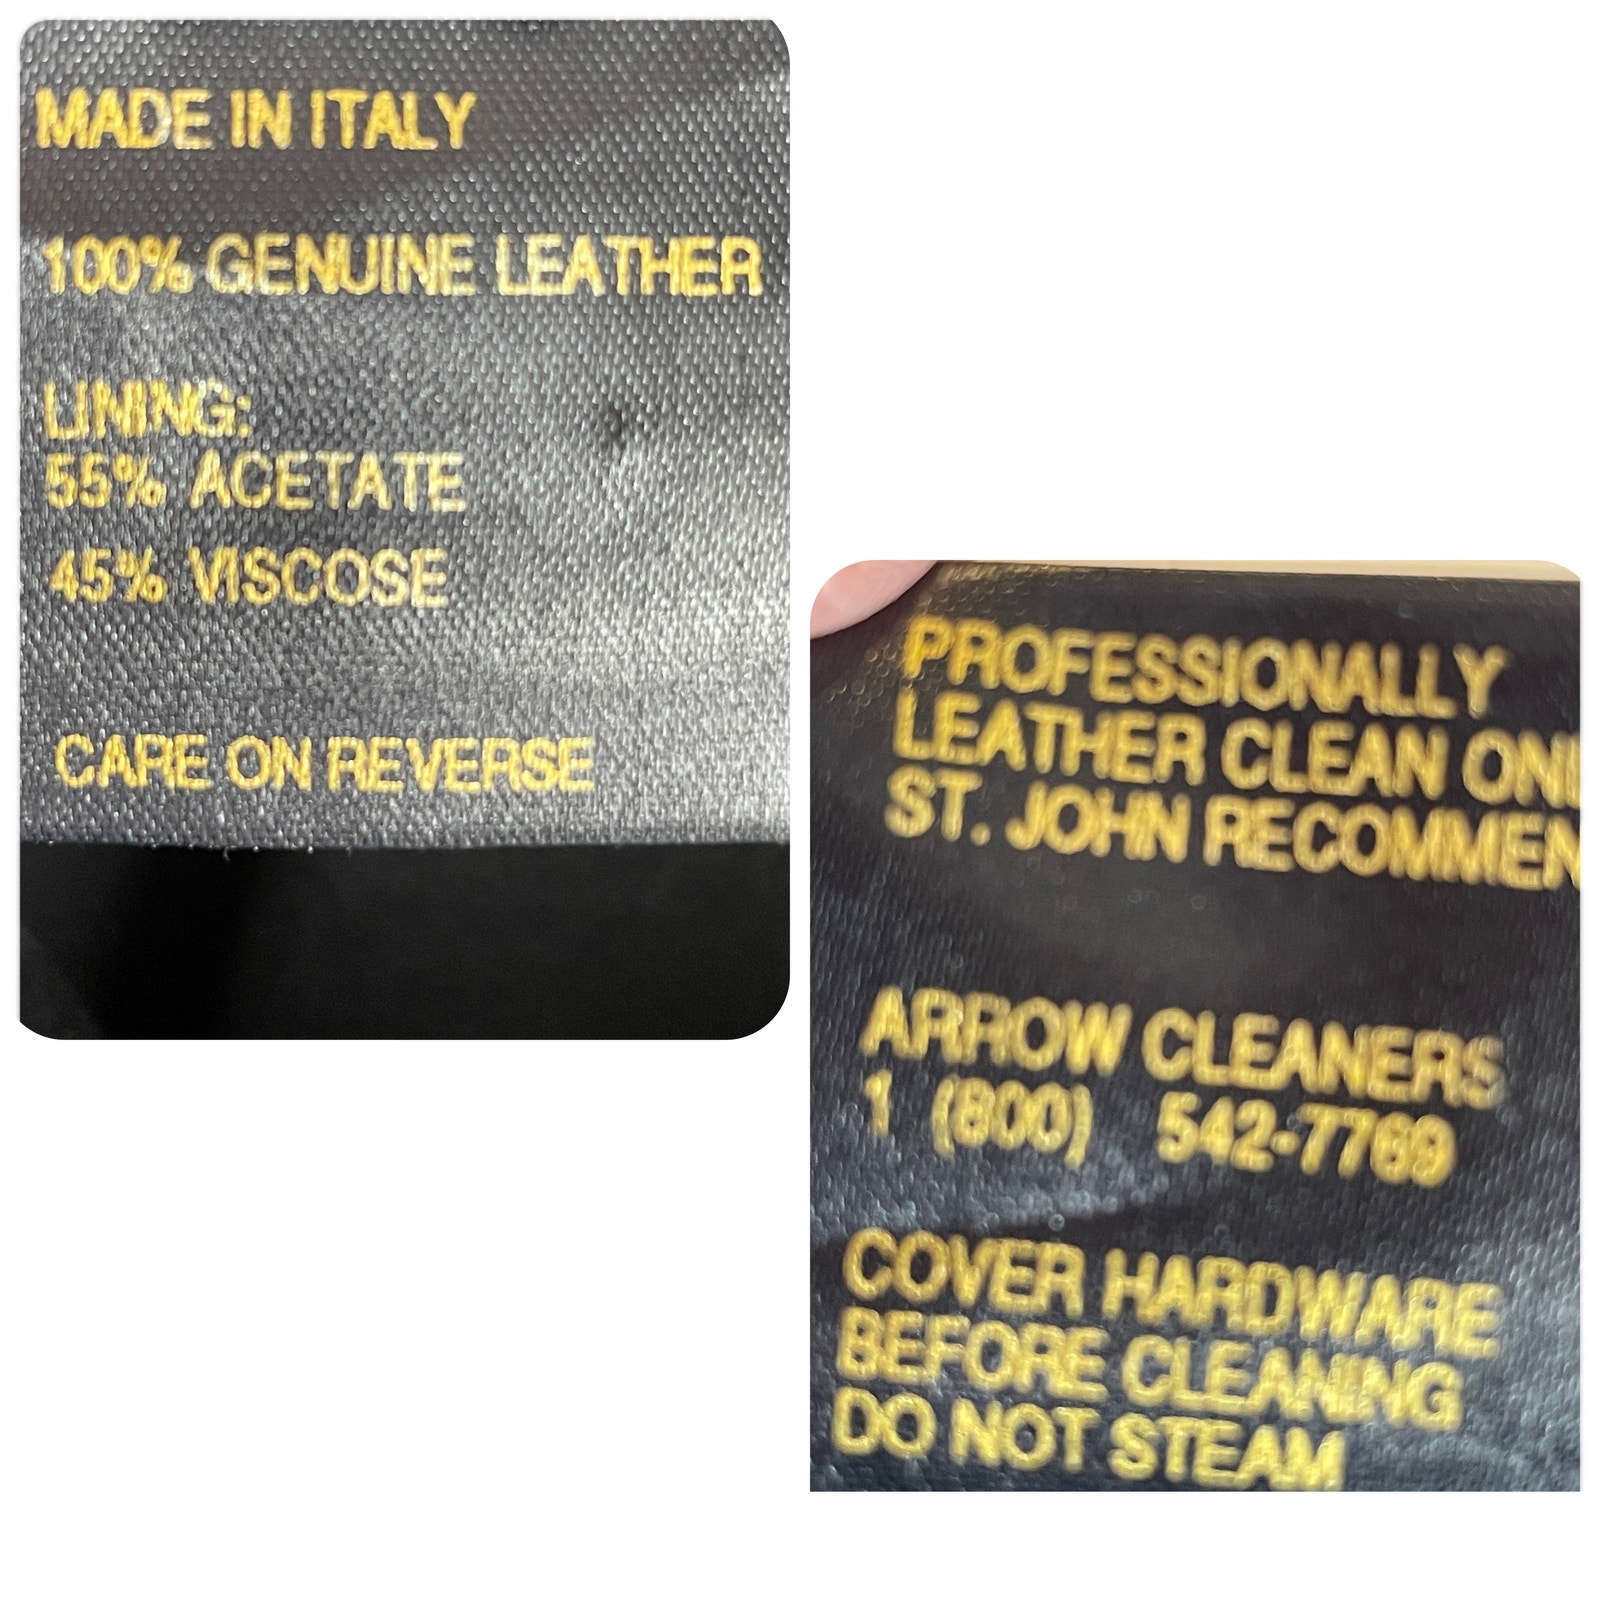 MADE IN ITALY
100% GENUINE LEATHER
LINING:
55% ACETATE
45% VISCOSE
CARE ON REVERSE
PROFESSIONALLY
LEATHER CLEAN
ST. JOHN
ARROW CLEANERS
1 (800) 542-7769
COVER HARDWARE
BEFORE CLEANING
DO NOT STEAM